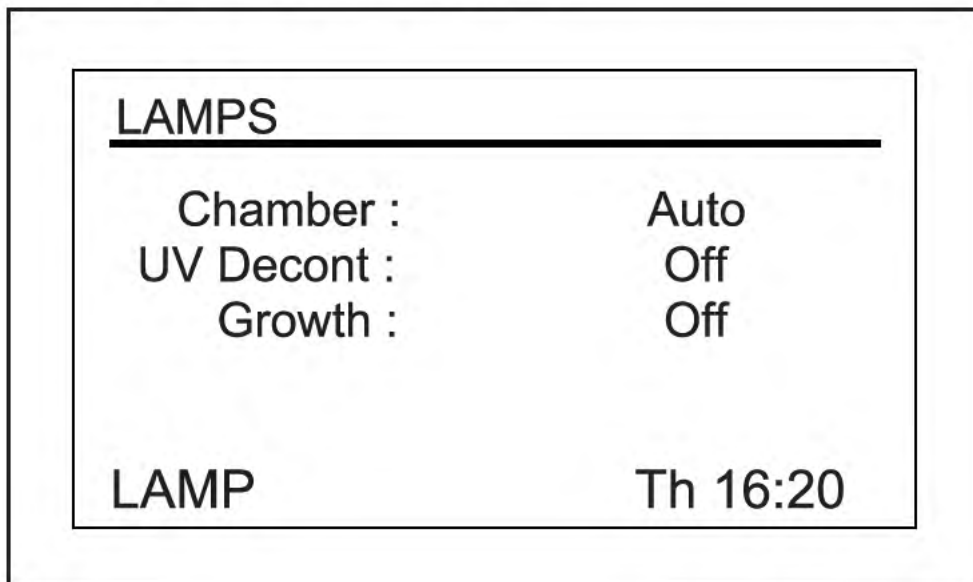 LAMPS
Chamber : Auto
UV Decont : Off
Growth : Off
LAMP Th 16:20